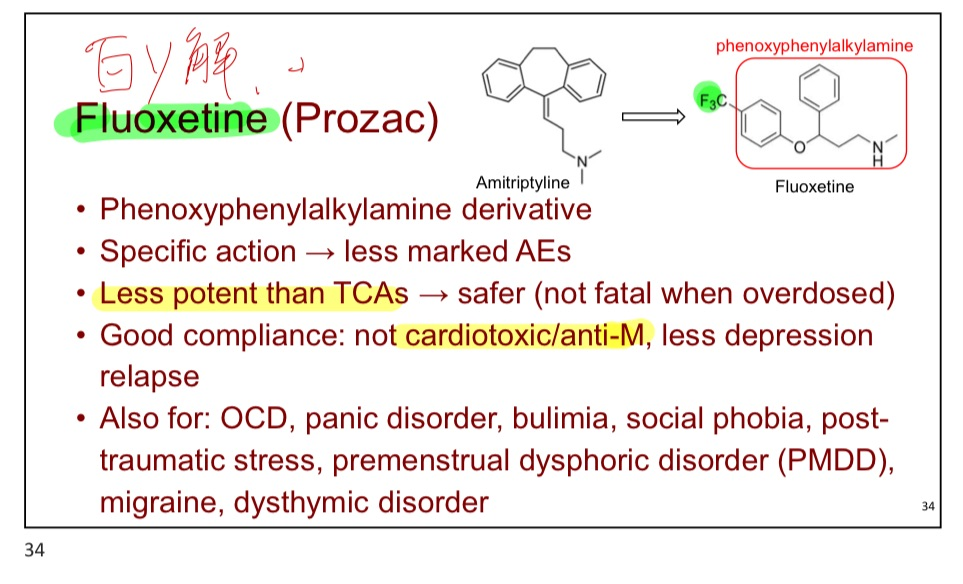 百y解.
Fluoxetine (Prozac)
phenoxyphenylalkylamine
F₃C
O
N
H
N
Amitriptyline
Fluoxetine
• Phenoxyphenylalkylamine derivative
• Specific action → less marked AEs
• Less potent than TCAs → safer (not fatal when overdosed)
• Good compliance: not cardiotoxic/anti-M, less depression
relapse
• Also for: OCD, panic disorder, bulimia, social phobia, post-
traumatic stress, premenstrual dysphoric disorder (PMDD),
migraine, dysthymic disorder
34
34